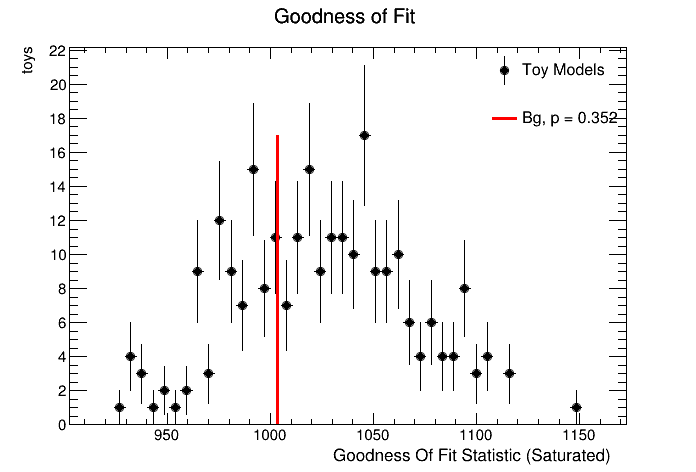 Goodness of Fit
toys
22
20
18
16
14
12
10
8
6
4
2
0
Toy Models
Bg, p = 0.352
950 1000 1050 1100 1150
Goodness Of Fit Statistic (Saturated)